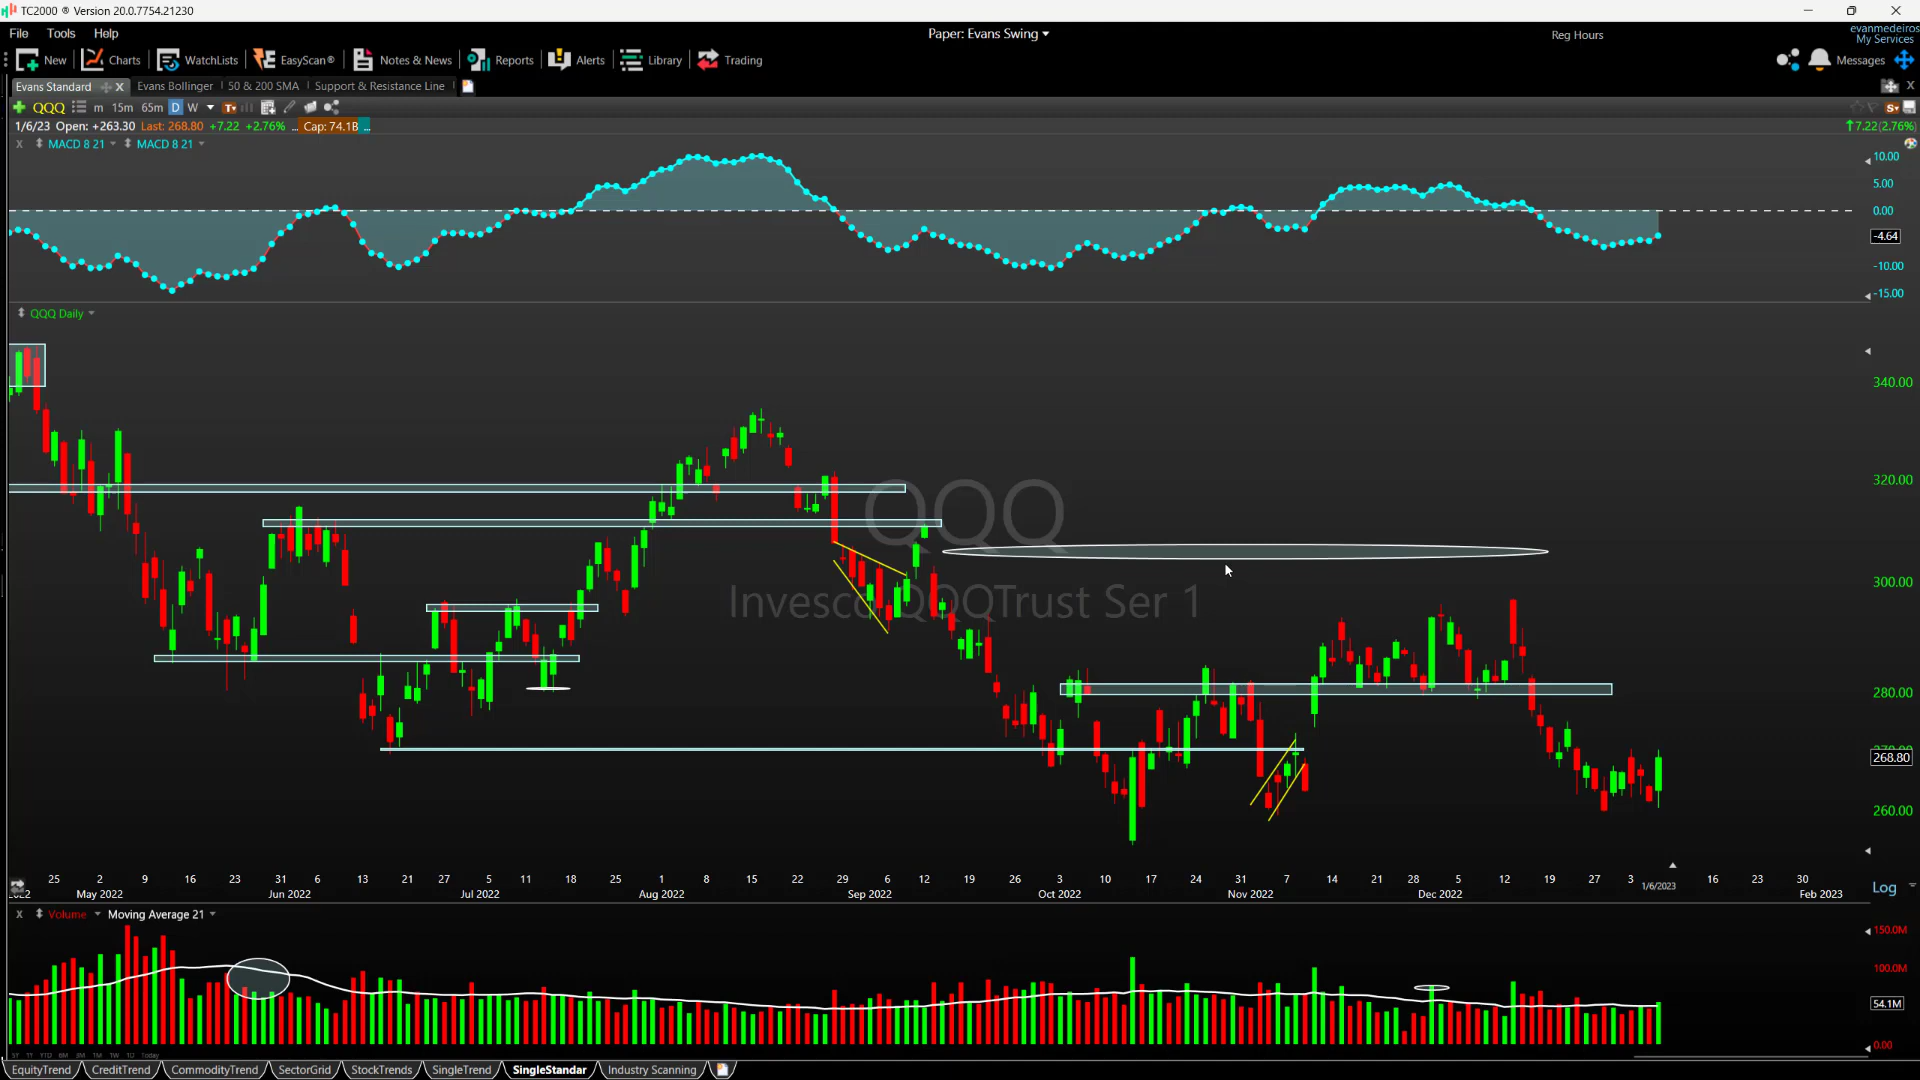 TC2000 ® Version 20.0.7754.21230
File Tools Help
Paper: Evans Swing
Reg Hours
evanmedeiros
My Services
New Charts WatchLists EasyScan® Notes & News Reports Alerts Library Trading
Messages
Evans Standard X Evans Bollinger 50 & 200 SMA Support & Resistance Line
QQQ m 15m 65m D W
1/6/23 Open: +263.30 Last: 268.80 +7.22 +2.76% ... Cap: 74.1B ...
7.22(2.76%)
X MACD 8 21 MACD 8 21
10.00
5.00
0.00
-4.64
-10.00
-15.00
QQQ Daily
340.00
320.00
QQQ
300.00
Invesco QQQTrust Ser 1
280.00
268.80
260.00
25 2 9 16 23 31 6 13 21 27 5 11 18 25 1 8 15 22 29 6 12 19 26 3 10 17 24 31 7 14 21 28 5 12 19 27 3 1/6/2023 16 23 30
May 2022 Jun 2022 Jul 2022 Aug 2022 Sep 2022 Oct 2022 Nov 2022 Dec 2022 Feb 2023
Log
X Volume Moving Average 21
150.0M
100.0M
54.1M
0.00
EquityTrend CreditTrend CommodityTrend SectorGrid StockTrends SingleTrend SingleStandar Industry Scanning